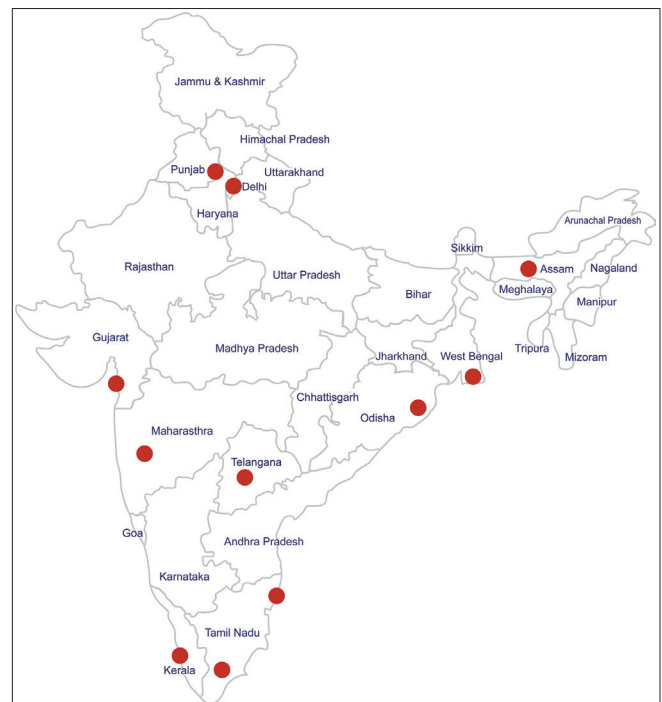 Jammu & Kashmir
Himachal Pradesh
Punjab
Uttarakhand
Delhi
Haryana
Arunachal Pradesh
Sikkim
Rajasthan
Uttar Pradesh
Assam
Nagaland
Bihar
Meghalaya
Manipur
Gujarat
Madhya Pradesh
Jharkhand
West Bengal
Tripura
Mizoram
Chhattisgarh
Odisha
Maharasthra
Telangana
Goa
Andhra Pradesh
Karnataka
Tamil Nadu
Kerala